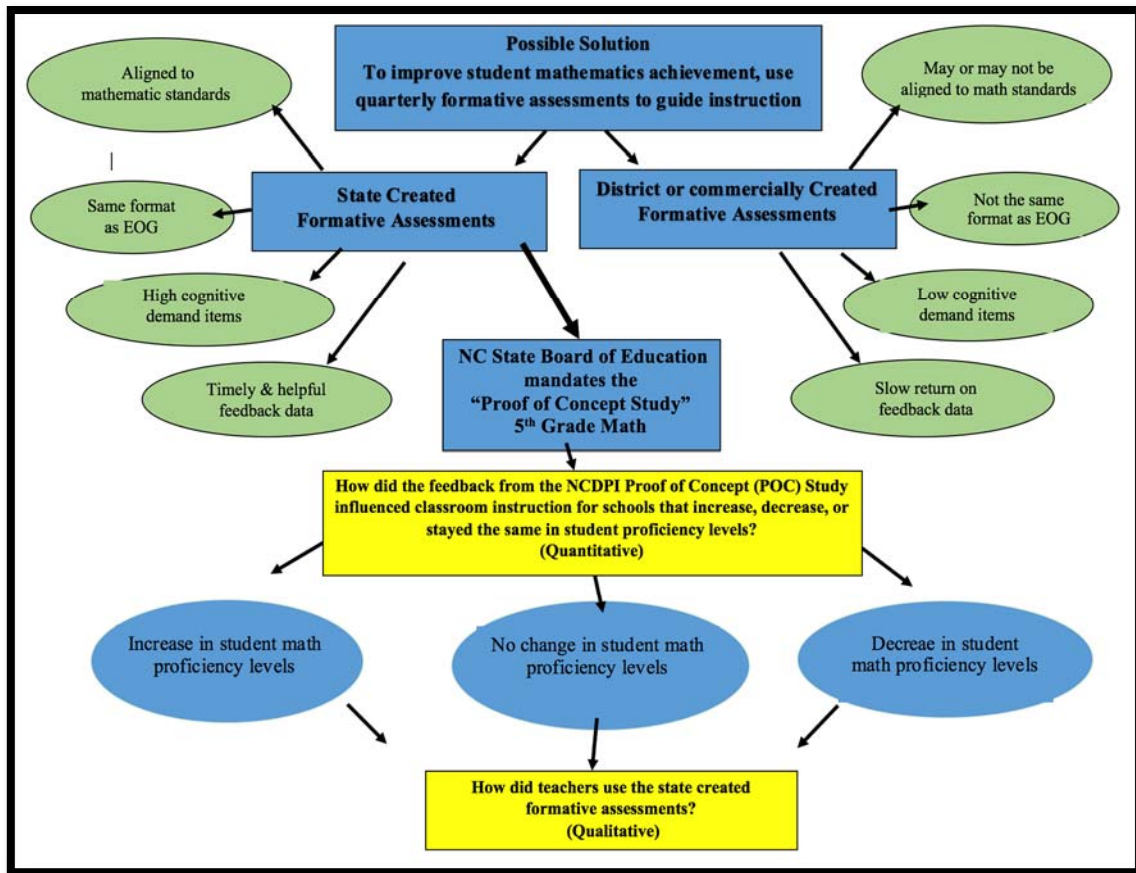 Possible Solution
To improve student mathematics achievement, use
quarterly formative assessments to guide instruction
Aligned to
mathematic standards
May or may not be
aligned to math standards
State Created
Formative Assessments
District or commercially Created
Formative Assessments
Same format
as EOG
Not the same
format as EOG
High cognitive
demand items
Low cognitive
demand items
Timely & helpful
feedback data
NC State Board of Education
mandates the
“Proof of Concept Study”
5th Grade Math
Slow return on
feedback data
How did the feedback from the NCDPI Proof of Concept (POC) Study
influenced classroom instruction for schools that increase, decrease, or
stayed the same in student proficiency levels?
(Quantitative)
Increase in student math
proficiency levels
No change in student math
proficiency levels
Decreae in student
math proficiency levels
How did teachers use the state created
formative assessments?
(Qualitative)